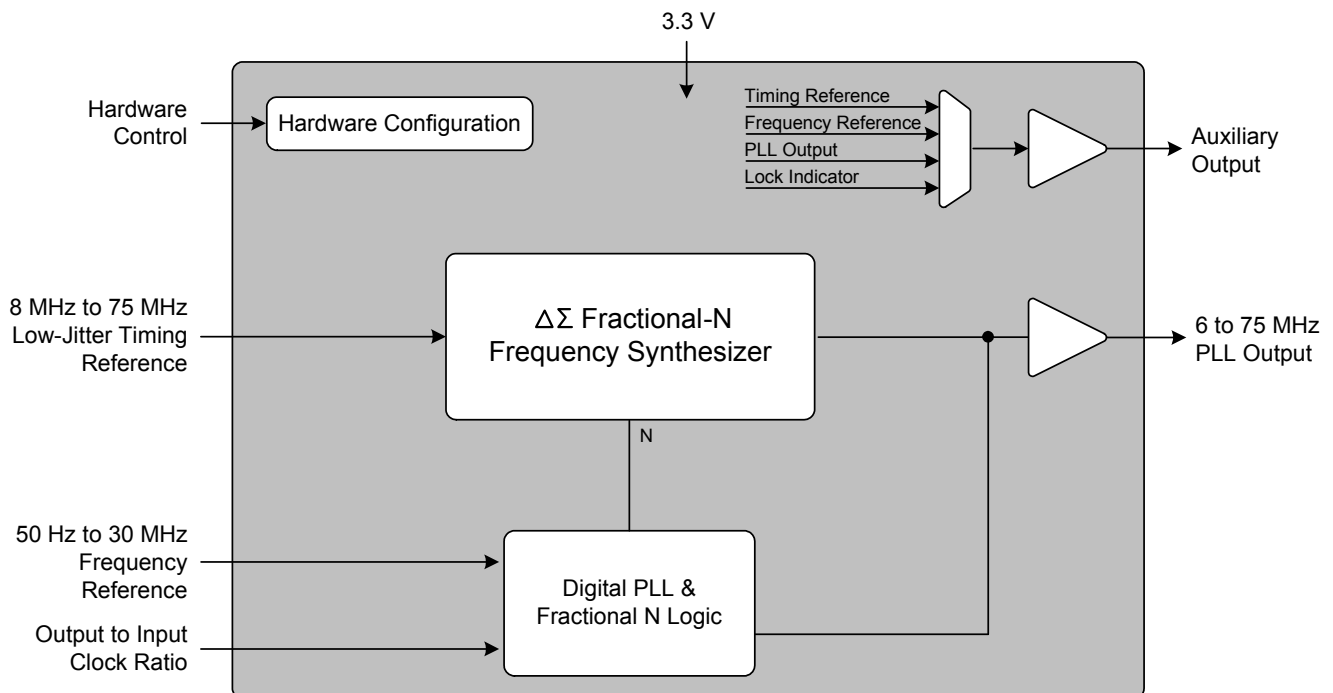 3.3 V
Hardware
Control
Hardware Configuration
Timing Reference
Frequency Reference
PLL Output
Lock Indicator
Auxiliary
Output
8 MHz to 75 MHz
Low-Jitter Timing
Reference
ΔΣ Fractional-N
Frequency Synthesizer
6 to 75 MHz
PLL Output
N
50 Hz to 30 MHz
Frequency
Reference
Digital PLL &
Fractional N Logic
Output to Input
Clock Ratio